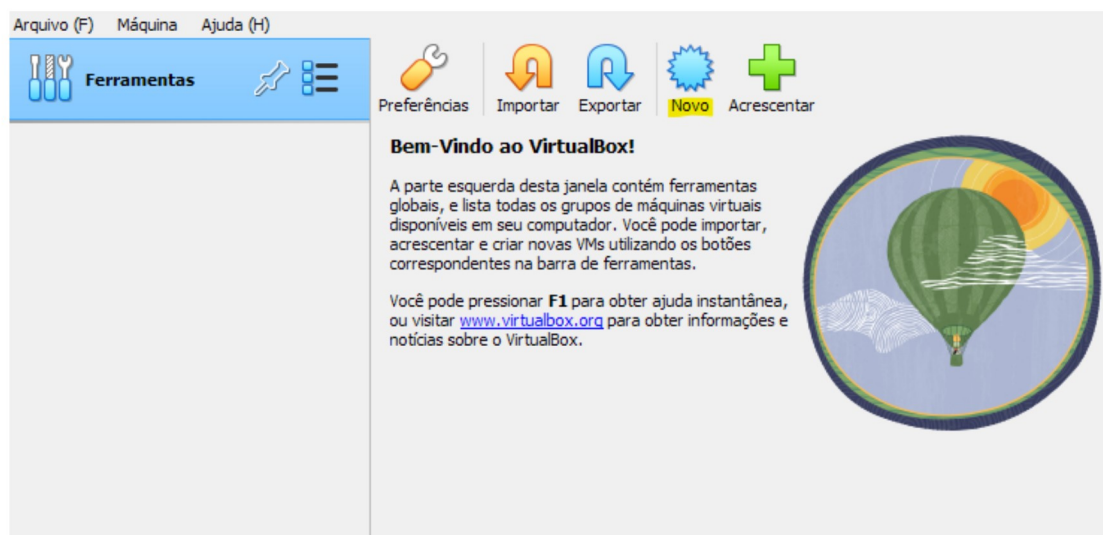 Arquivo (F) Máquina Ajuda (H)
Ferramentas
Preferências Importar Exportar Novo Acrescentar
Bem-Vindo ao VirtualBox!
A parte esquerda desta janela contém ferramentas
globais, e lista todas os grupos de máquinas virtuais
disponíveis em seu computador. Você pode importar,
acrescentar e criar novas VMs utilizando os botões
correspondentes na barra de ferramentas.
Você pode pressionar F1 para obter ajuda instantânea,
ou visitar www.virtualbox.org para obter informações e
notícias sobre o VirtualBox.